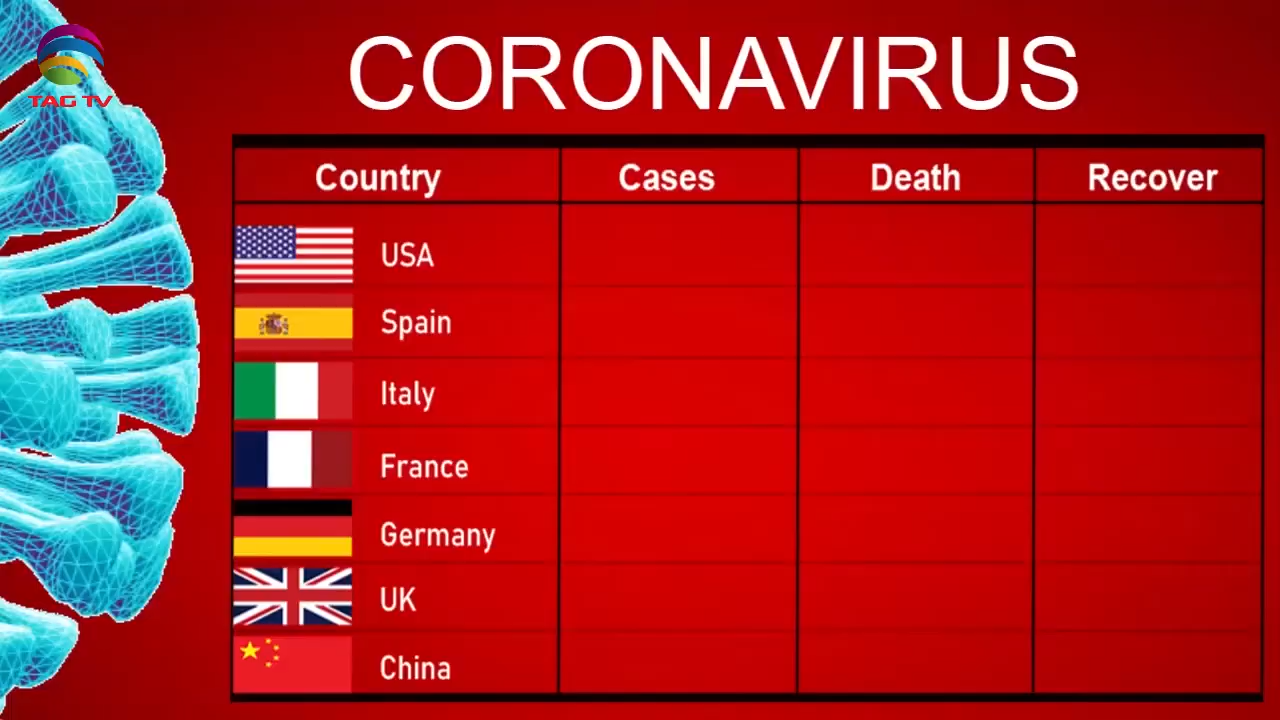 TAG TV
CORONAVIRUS
Country Cases Death Recover
USA
Spain
Italy
France
Germany
UK
China